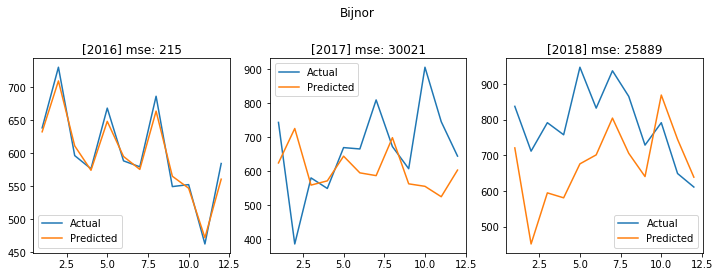 Bijnor
[2016] mse: 215
700
650
600
550
500
450
2.5 5.0 7.5 10.0 12.5
Actual
Predicted
[2017] mse: 30021
900
800
700
600
500
400
2.5 5.0 7.5 10.0 12.5
Actual
Predicted
[2018] mse: 25889
900
800
700
600
500
2.5 5.0 7.5 10.0 12.5
Actual
Predicted